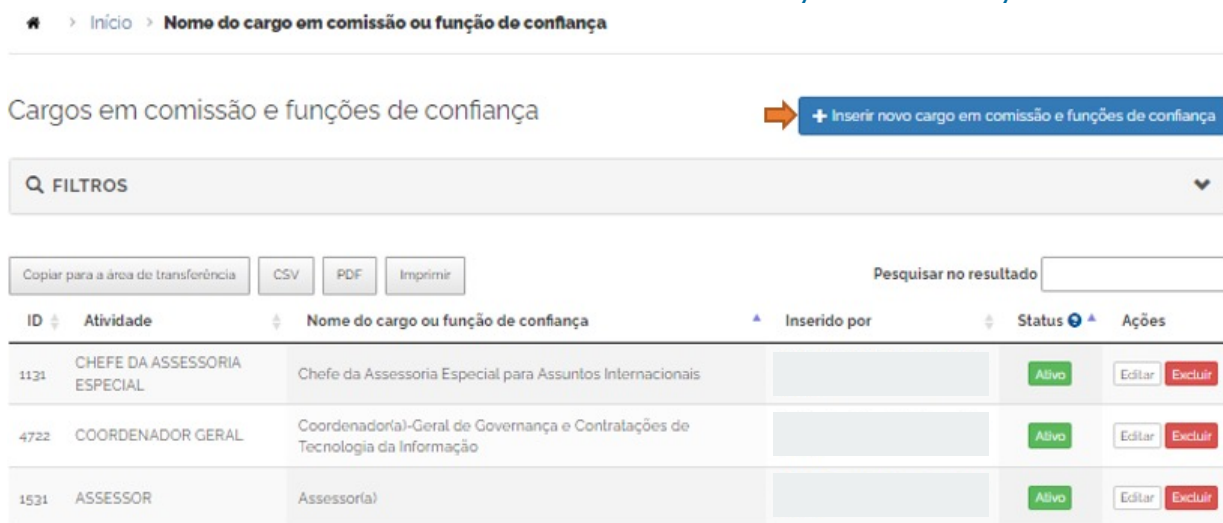 Início > Nome do cargo em comissão ou função de confiança
Cargos em comissão e funções de confiança
+ Inserir novo cargo em comissão e funções de confiança
FILTROS
Copiar para a área de transferência CSV PDF Imprimir Pesquisar no resultado
ID Atividade Nome do cargo ou função de confiança Inserido por Status Ações
1131 CHEFE DA ASSESSORIA ESPECIAL Chefe da Assessoria Especial para Assuntos Internacionais Ativo Editar Excluir
4722 COORDENADOR GERAL Coordenador(a)-Geral de Governança e Contratações de Tecnologia da Informação Ativo Editar Excluir
1531 ASSESSOR Assessor(a) Ativo Editar Excluir